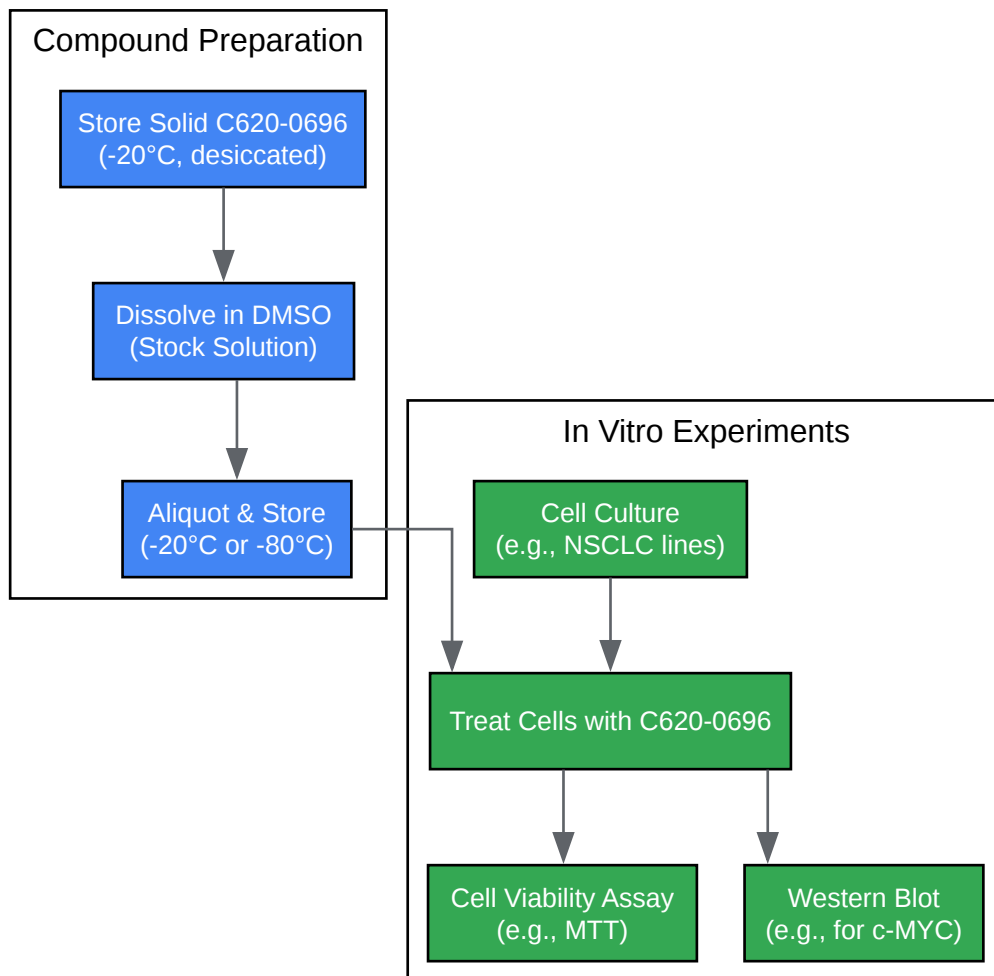 Compound Preparation
Store Solid C620-0696
(-20°C, desiccated)
Dissolve in DMSO
(Stock Solution)
Aliquot & Store
(-20°C or -80°C)
In Vitro Experiments
Cell Culture
(e.g., NSCLC lines)
Treat Cells with C620-0696
Cell Viability Assay
(e.g., MTT)
Western Blot
(e.g., for c-MYC)